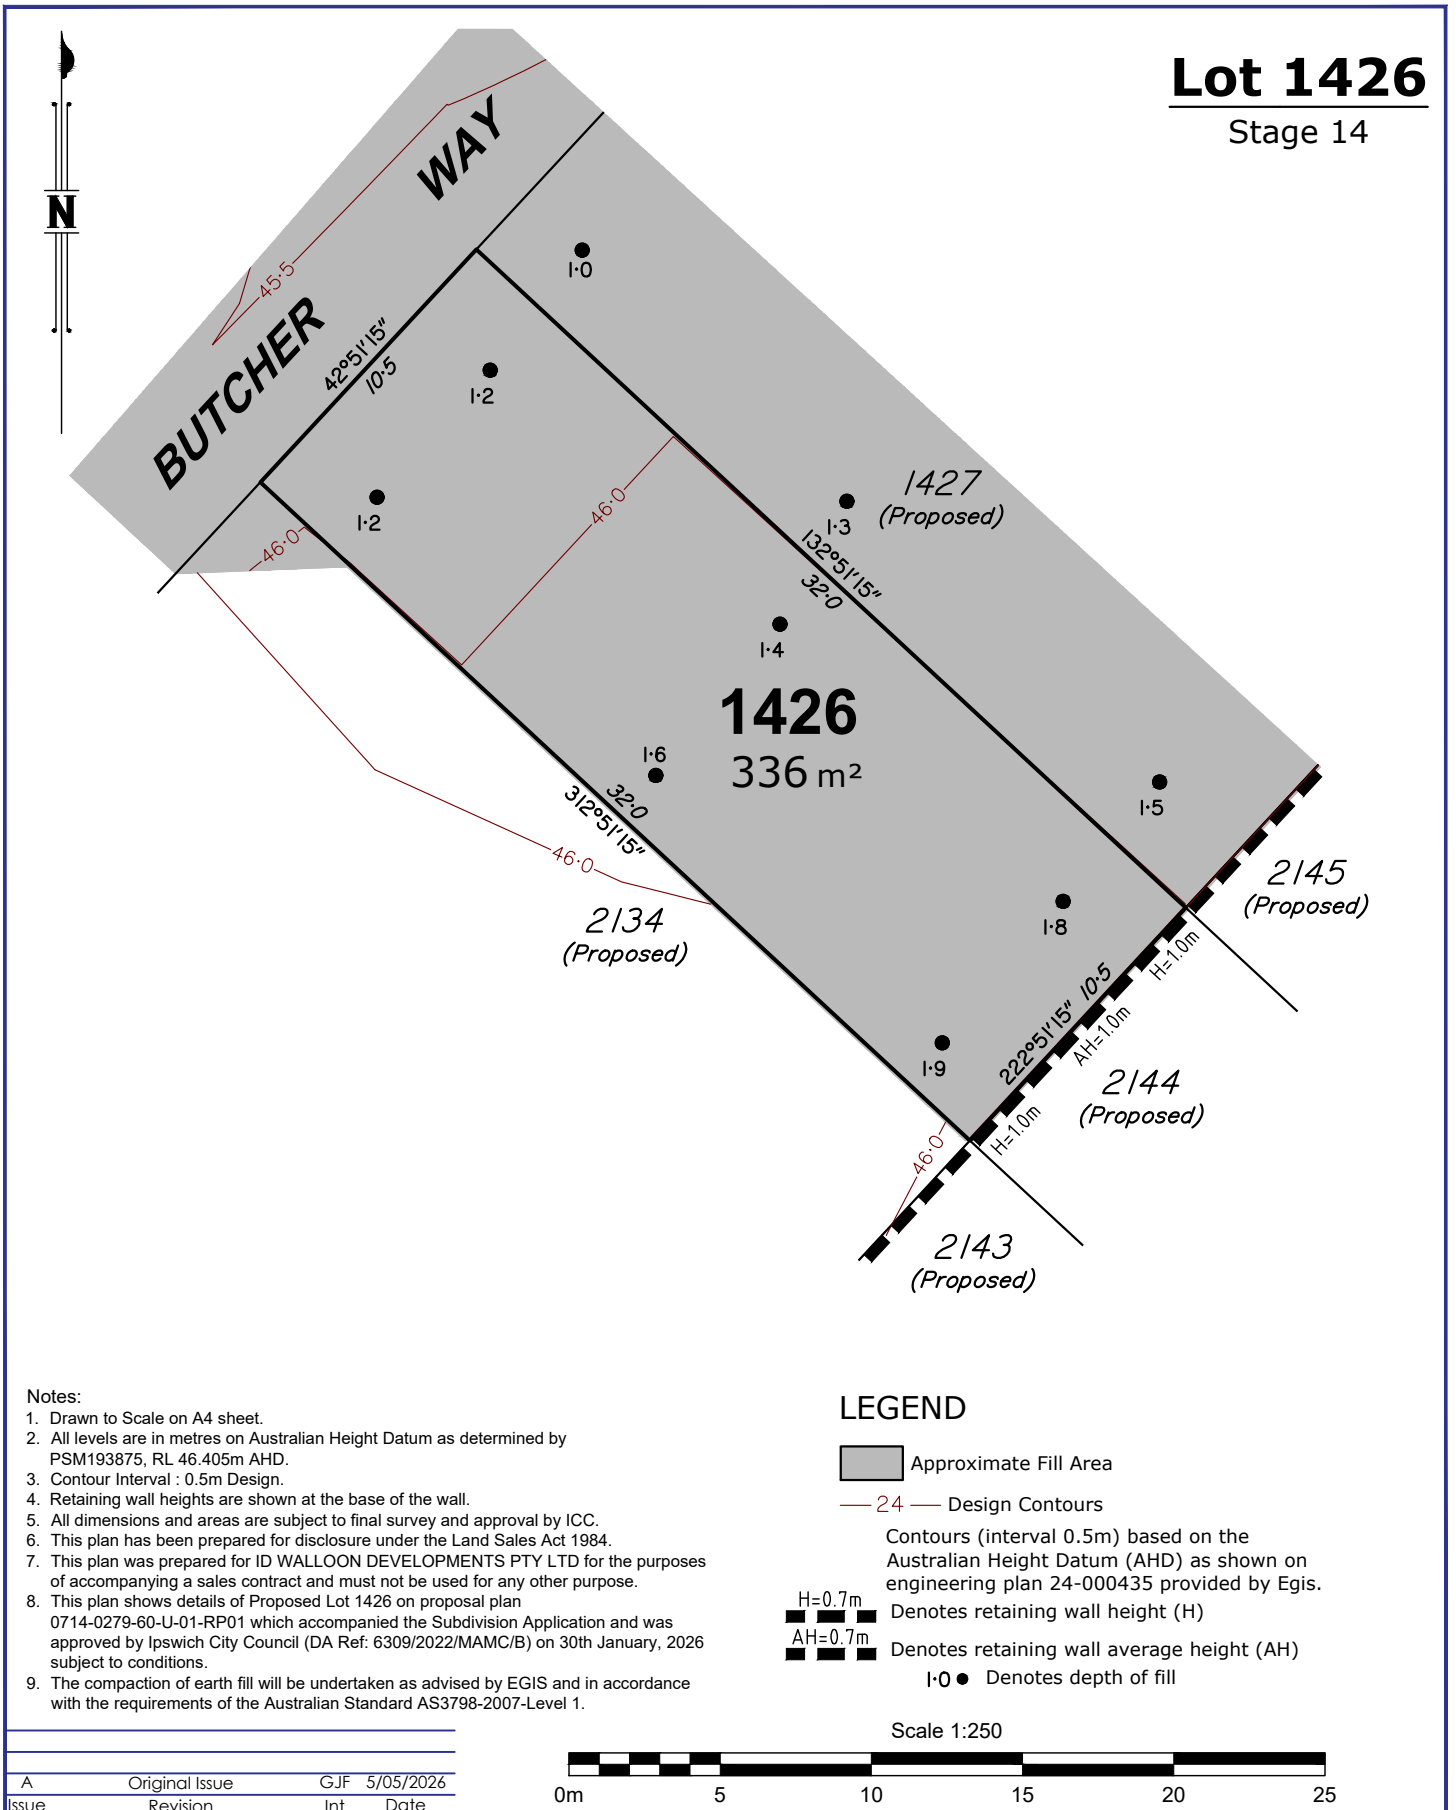 Lot 1426
Stage 14
N
BUTCHER WAY
45·5
42°51'15"
10·5
1·0
1·2
1·2
46·0
46·0
1427
(Proposed)
1·3
132°51'15"
32·0
1·4
1426
336 m²
1·6
32·0
312°51'15"
46·0
2134
(Proposed)
1·5
2145
(Proposed)
1·8
H=1.0m
222°51'15" 10·5
AH=1.0m
1·9
2144
(Proposed)
H=1.0m
46·0
2143
(Proposed)
Notes:
1. Drawn to Scale on A4 sheet.
2. All levels are in metres on Australian Height Datum as determined by
PSM193875, RL 46.405m AHD.
3. Contour Interval : 0.5m Design.
4. Retaining wall heights are shown at the base of the wall.
5. All dimensions and areas are subject to final survey and approval by ICC.
6. This plan has been prepared for disclosure under the Land Sales Act 1984.
7. This plan was prepared for ID WALLOON DEVELOPMENTS PTY LTD for the purposes
of accompanying a sales contract and must not be used for any other purpose.
8. This plan shows details of Proposed Lot 1426 on proposal plan
0714-0279-60-U-01-RP01 which accompanied the Subdivision Application and was
approved by Ipswich City Council (DA Ref: 6309/2022/MAMC/B) on 30th January, 2026
subject to conditions.
9. The compaction of earth fill will be undertaken as advised by EGIS and in accordance
with the requirements of the Australian Standard AS3798-2007-Level 1.
LEGEND
Approximate Fill Area
24 Design Contours
Contours (interval 0.5m) based on the
Australian Height Datum (AHD) as shown on
engineering plan 24-000435 provided by Egis.
H=0.7m Denotes retaining wall height (H)
AH=0.7m Denotes retaining wall average height (AH)
1·0 Denotes depth of fill
Scale 1:250
0m 5 10 15 20 25
A Original Issue GJF 5/05/2026
Issue Revision Int Date